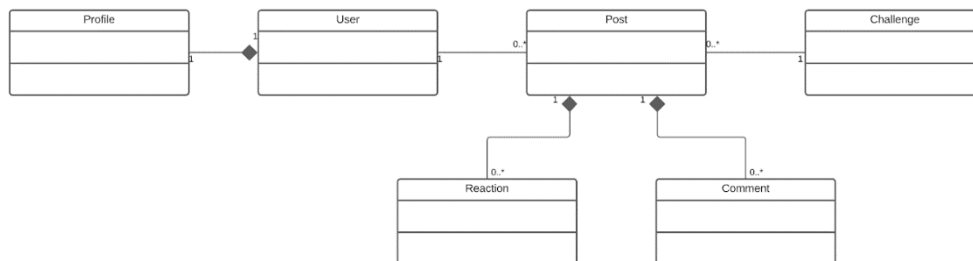 Profile
User
Post
Challenge
1
1
1
0..*
0..*
1
1
1
0..*
0..*
Reaction
Comment